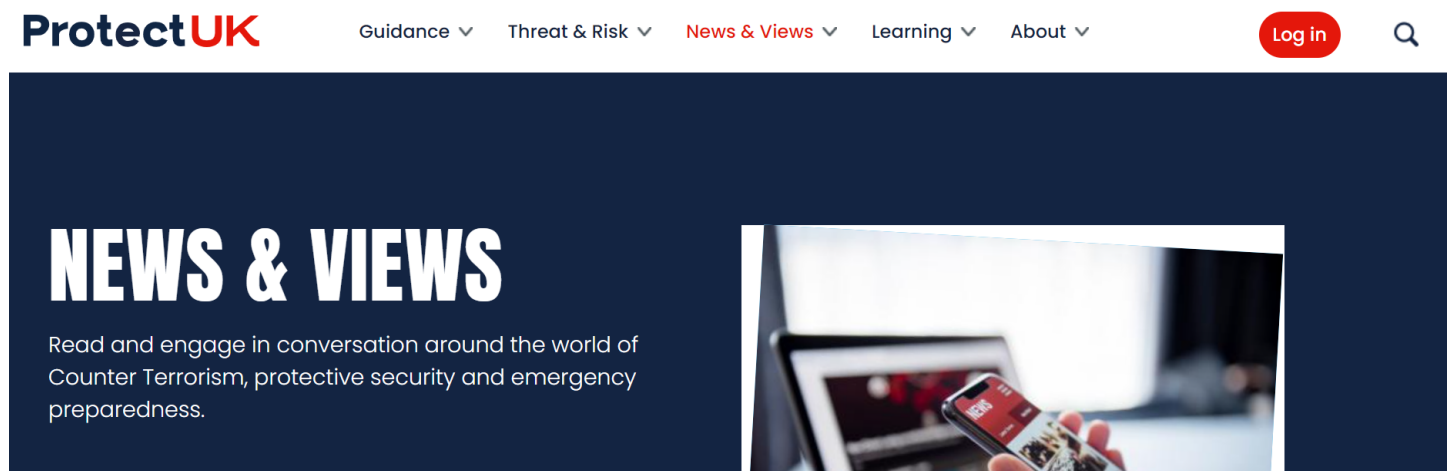 ProtectUK
Guidance
Threat & Risk
News & Views
Learning
About
Log in
NEWS & VIEWS
Read and engage in conversation around the world of
Counter Terrorism, protective security and emergency
preparedness.
NEWS